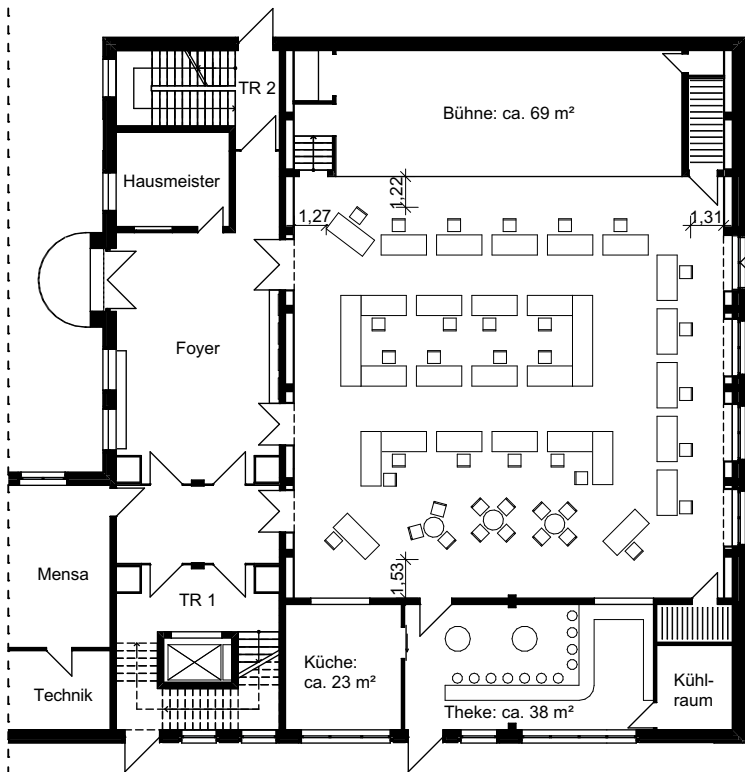 TR 2
Bühne: ca. 69 m²
Hausmeister
1,22
1,27
1,31
Foyer
Mensa
1,53
TR 1
Küche:
ca. 23 m²
Kühl-
raum
Technik
Theke: ca. 38 m²